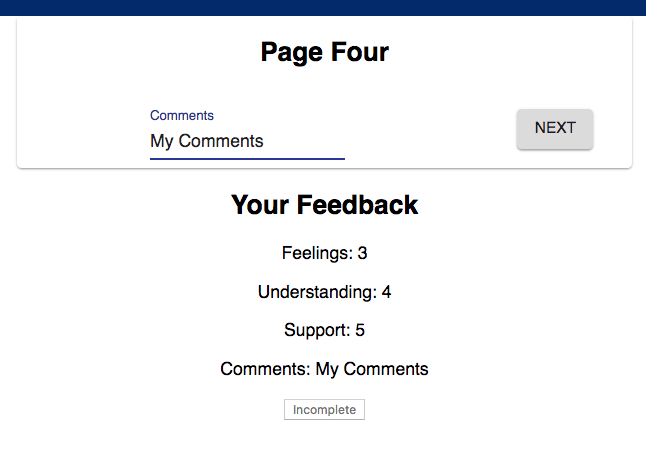 Page Four
Comments
My Comments
NEXT
Your Feedback
Feelings: 3
Understanding: 4
Support: 5
Comments: My Comments
Incomplete